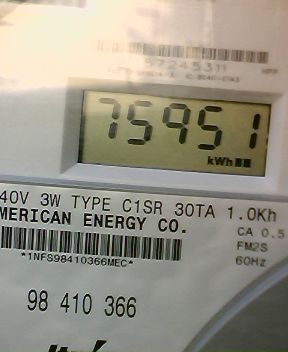 57245311
75951
kWh
40V 3W TYPE C1SR 30TA 1.0Kh
MERICAN ENERGY CO.
CA 0.5
FM2S
*1NFS98410366MEC*
60Hz
98 410 366